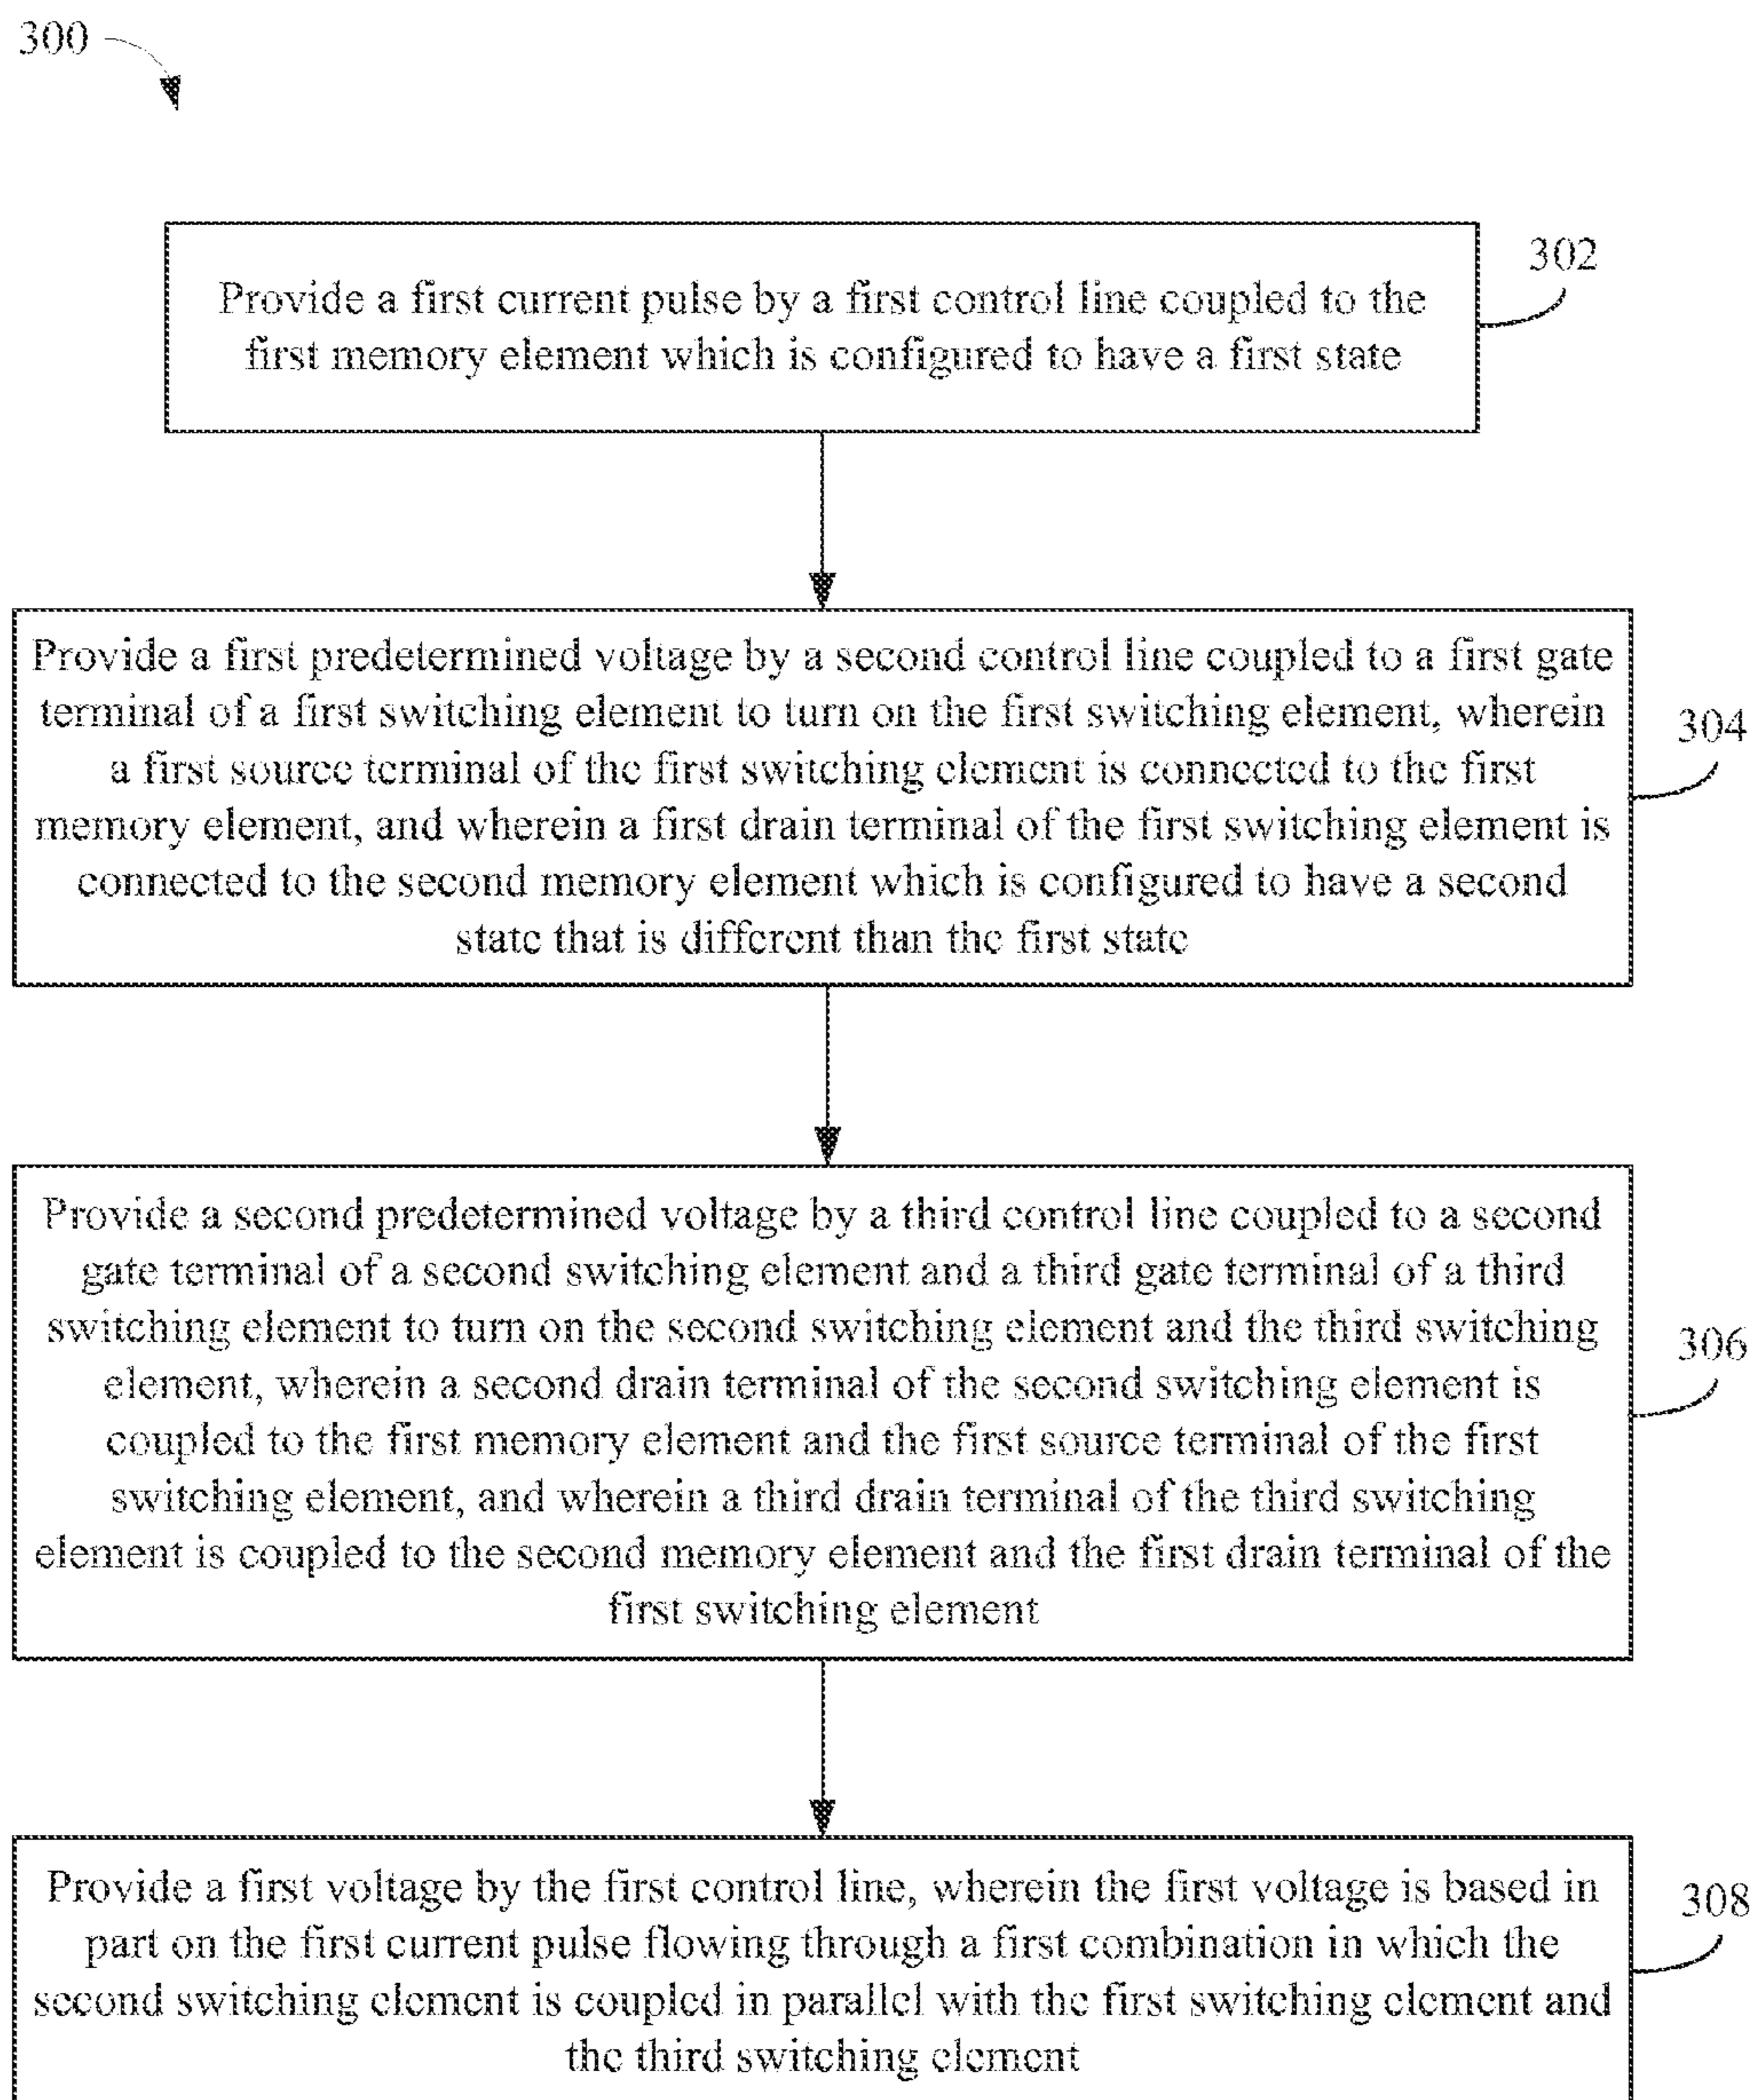 300
302
Provide a first current pulse by a first control line coupled to the
first memory element which is configured to have a first state
Provide a first predetermined voltage by a second control line coupled to a first gate
terminal of a first switching element to turn on the first switching element, wherein
a first source terminal of the first switching element is connected to the first
memory element, and wherein a first drain terminal of the first switching element is
connected to the second memory element which is configured to have a second
state that is different than the first state
304
Provide a second predetermined voltage by a third control line coupled to a second
gate terminal of a second switching element and a third gate terminal of a third
switching element to turn on the second switching element and the third switching
element, wherein a second drain terminal of the second switching element is
coupled to the first memory element and the first source terminal of the first
switching element, and wherein a third drain terminal of the third switching
element is coupled to the second memory element and the first drain terminal of the
first switching element
306
Provide a first voltage by the first control line, wherein the first voltage is based in
part on the first current pulse flowing through a first combination in which the
second switching element is coupled in parallel with the first switching element and
the third switching element
308